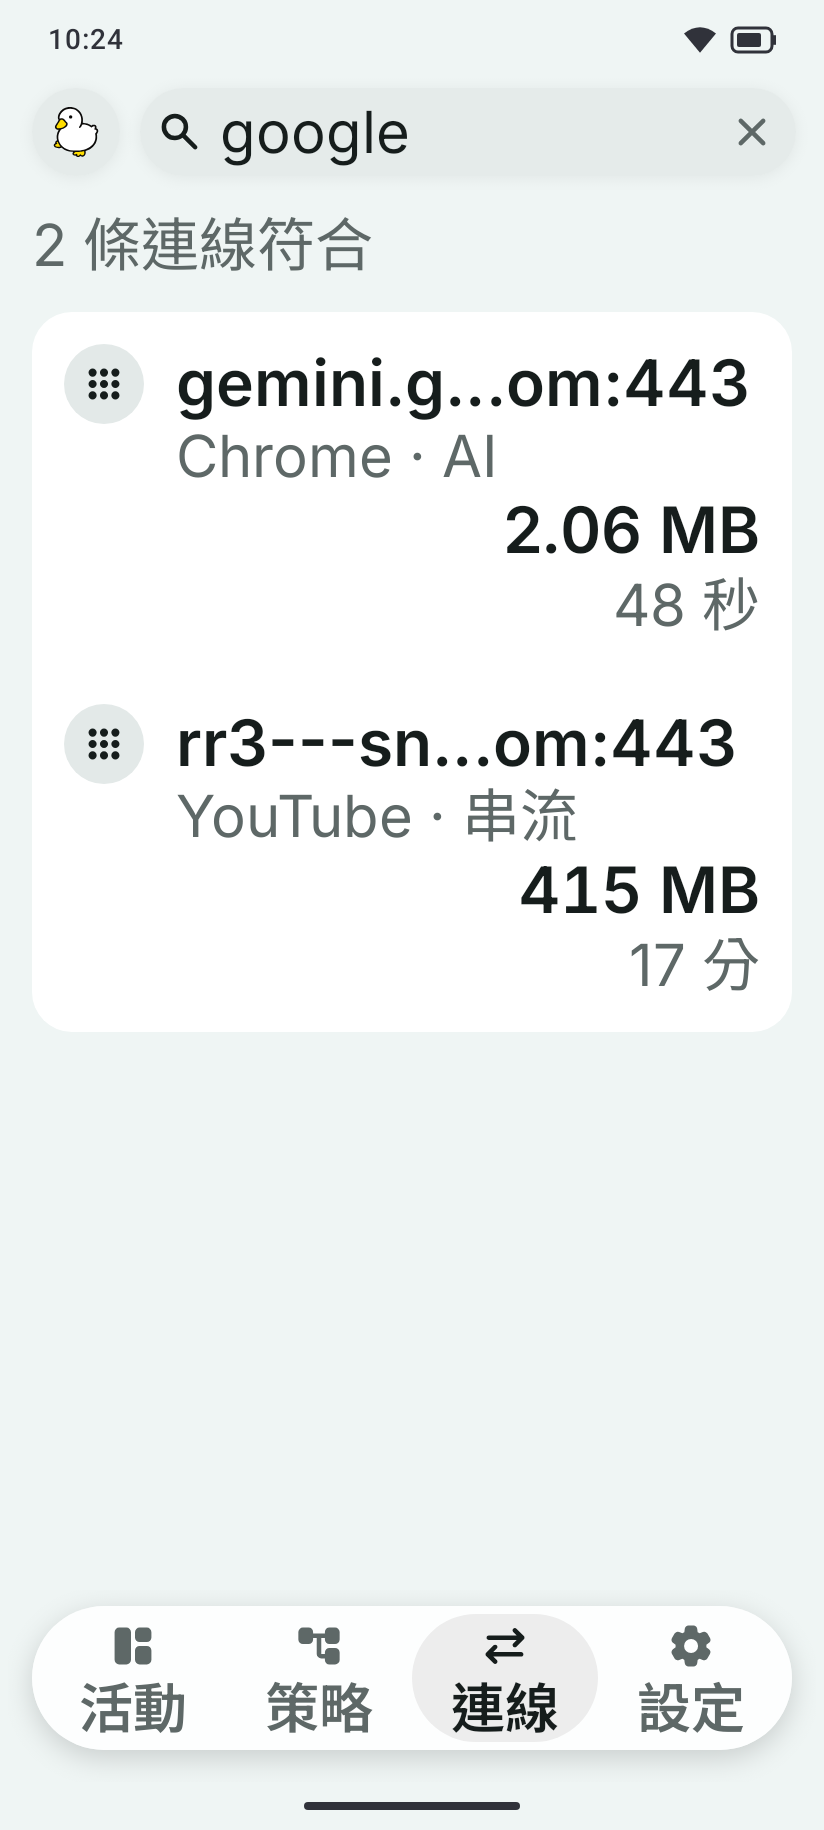 10:24
google
2 條連線符合
gemini.g...om:443
Chrome · AI
2.06 MB
48 秒
rr3---sn...om:443
YouTube · 串流
415 MB
17 分
活動
策略
連線
設定